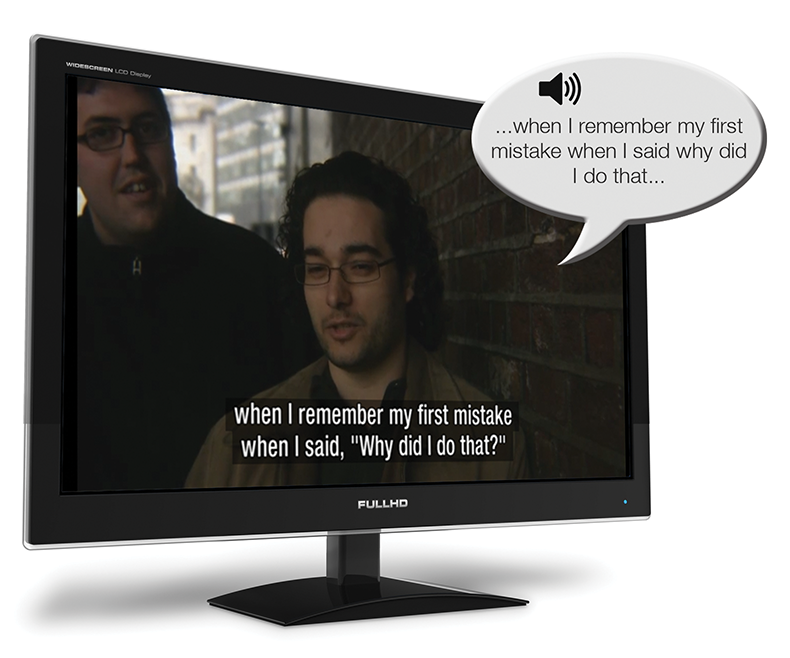 WIDESCREEN LCD Display
...when I remember my first
mistake when I said why did
I do that...
when I remember my first mistake
when I said, "Why did I do that?"
FULLHD